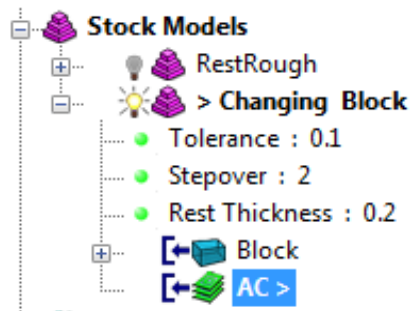 Stock Models
RestRough
> Changing Block
Tolerance : 0.1
Stepover : 2
Rest Thickness : 0.2
Block
AC >